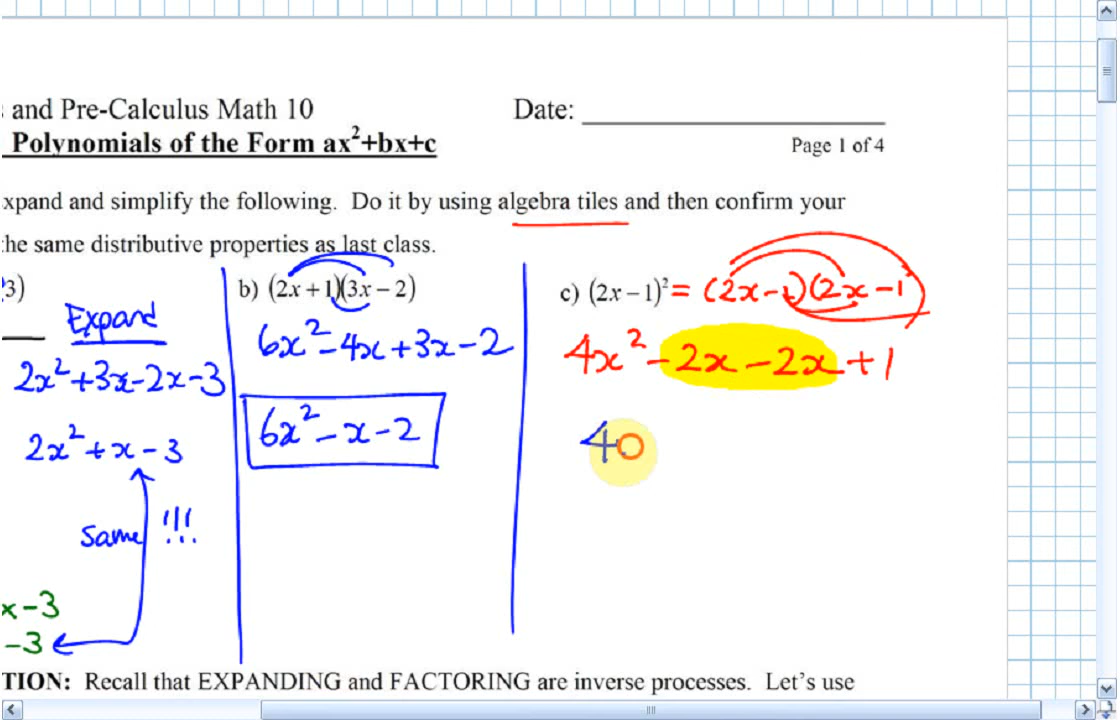 and Pre-Calculus Math 10
Date: ____________
Polynomials of the Form ax²+bx+c
Page 1 of 4
xpand and simplify the following. Do it by using algebra tiles and then confirm your
he same distributive properties as last class.
3)
Expand
2x²+3x-2x-3
2x²+x-3
same !!!
x-3
-3
b) (2x+1)(3x-2)
6x²-4x+3x-2
6x²-x-2
c) (2x-1)²=(2x-1)(2x-1)
4x²-2x-2x+1
4
TION: Recall that EXPANDING and FACTORING are inverse processes. Let's use